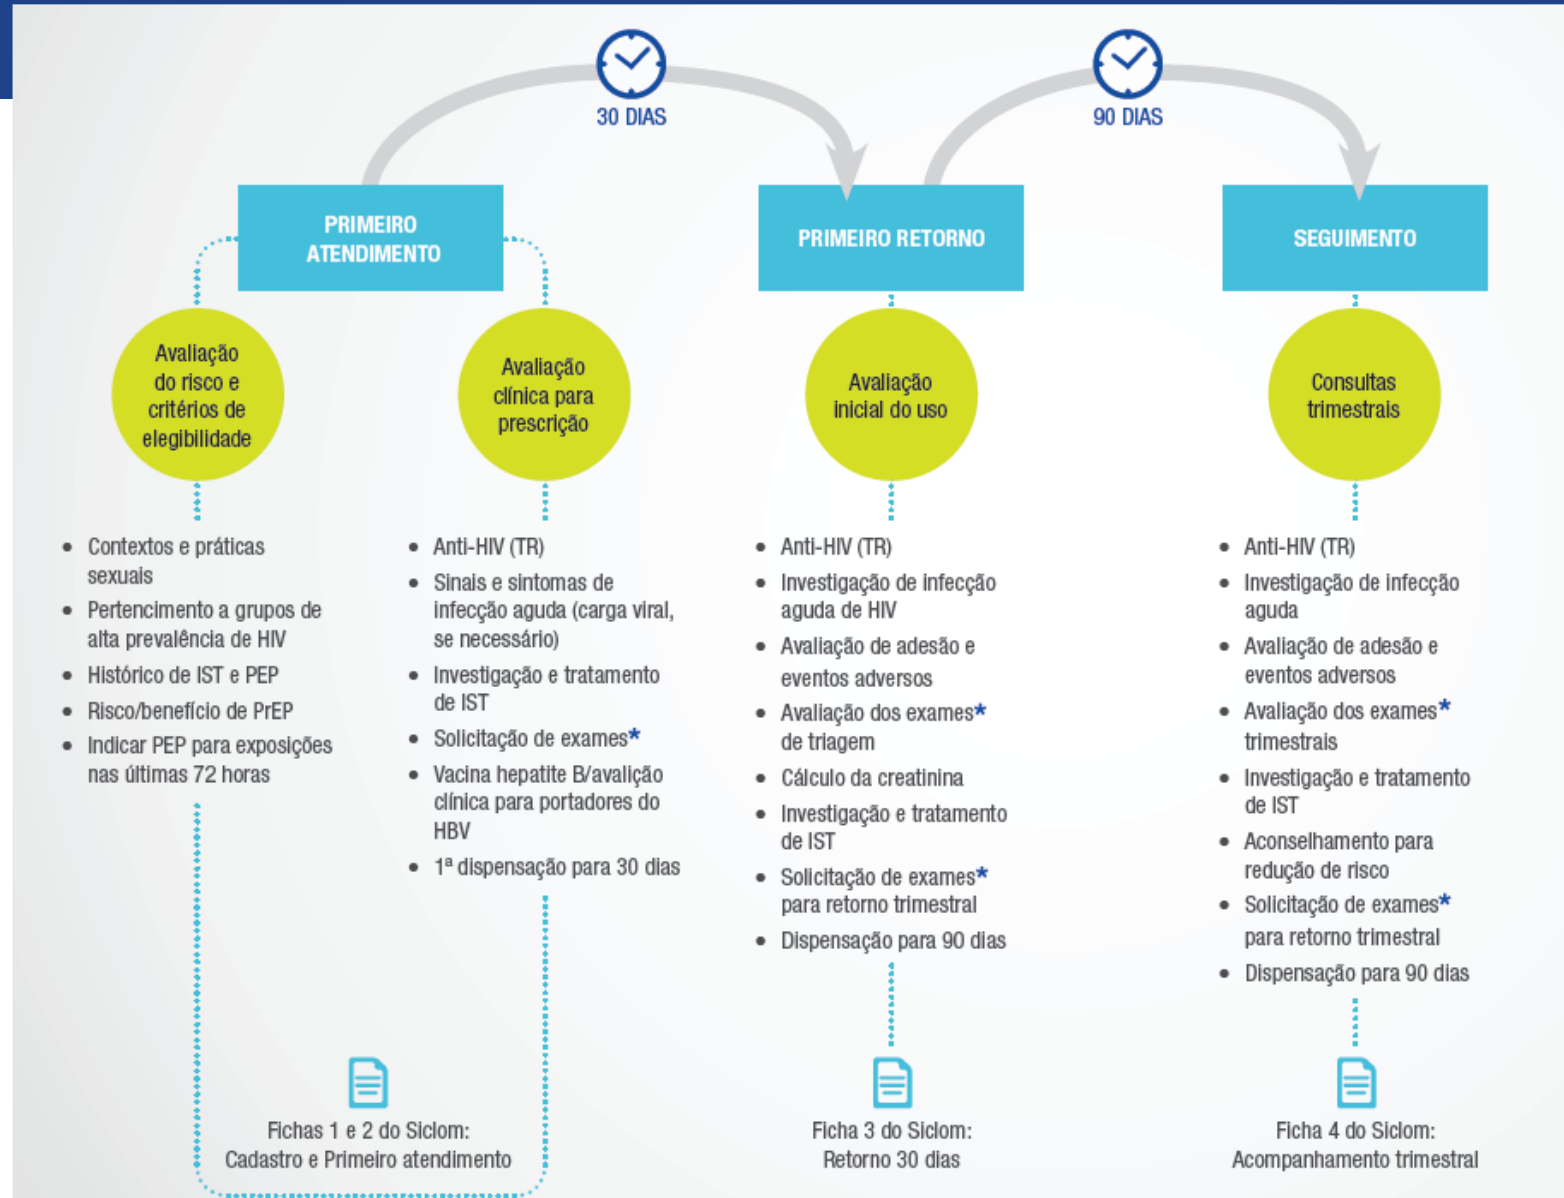 30 DIAS
90 DIAS
PRIMEIRO
ATENDIMENTO
PRIMEIRO RETORNO
SEGUIMENTO
Avaliação
do risco e
critérios de
elegibilidade
Avaliação
clínica para
prescrição
Avaliação
inicial do uso
Consultas
trimestrais
• Contextos e práticas
sexuais
• Pertencimento a grupos de
alta prevalência de HIV
• Histórico de IST e PEP
• Risco/benefício de PrEP
• Indicar PEP para exposições
nas últimas 72 horas
• Anti-HIV (TR)
• Sinais e sintomas de
infecção aguda (carga viral,
se necessário)
• Investigação e tratamento
de IST
• Solicitação de exames*
• Vacina hepatite B/avalição
clínica para portadores do
HBV
• 1ª dispensação para 30 dias
• Anti-HIV (TR)
• Investigação de infecção
aguda de HIV
• Avaliação de adesão e
eventos adversos
• Avaliação dos exames*
de triagem
• Cálculo da creatinina
• Investigação e tratamento
de IST
• Solicitação de exames*
para retorno trimestral
• Dispensação para 90 dias
• Anti-HIV (TR)
• Investigação de infecção
aguda
• Avaliação de adesão e
eventos adversos
• Avaliação dos exames*
trimestrais
• Investigação e tratamento
de IST
• Aconselhamento para
redução de risco
• Solicitação de exames*
para retorno trimestral
• Dispensação para 90 dias
Fichas 1 e 2 do Siclom:
Cadastro e Primeiro atendimento
Ficha 3 do Siclom:
Retorno 30 dias
Ficha 4 do Siclom:
Acompanhamento trimestral